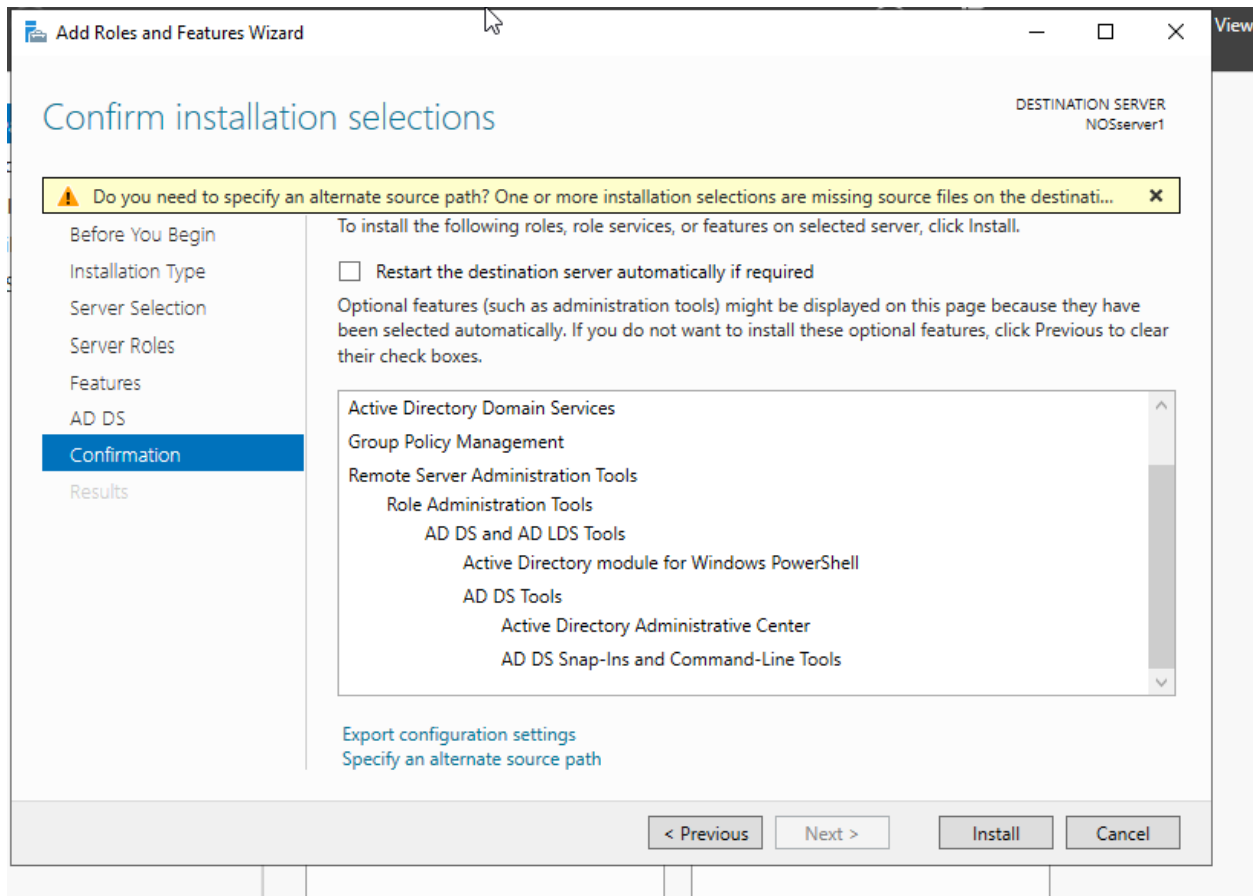 Add Roles and Features Wizard
View
Confirm installation selections
DESTINATION SERVER
NOSserver1
Do you need to specify an alternate source path? One or more installation selections are missing source files on the destinati...
Before You Begin
Installation Type
Server Selection
Server Roles
Features
AD DS
Confirmation
Results
To install the following roles, role services, or features on selected server, click Install.
Restart the destination server automatically if required
Optional features (such as administration tools) might be displayed on this page because they have
been selected automatically. If you do not want to install these optional features, click Previous to clear
their check boxes.
Active Directory Domain Services
Group Policy Management
Remote Server Administration Tools
Role Administration Tools
AD DS and AD LDS Tools
Active Directory module for Windows PowerShell
AD DS Tools
Active Directory Administrative Center
AD DS Snap-Ins and Command-Line Tools
Export configuration settings
Specify an alternate source path
< Previous
Next >
Install
Cancel